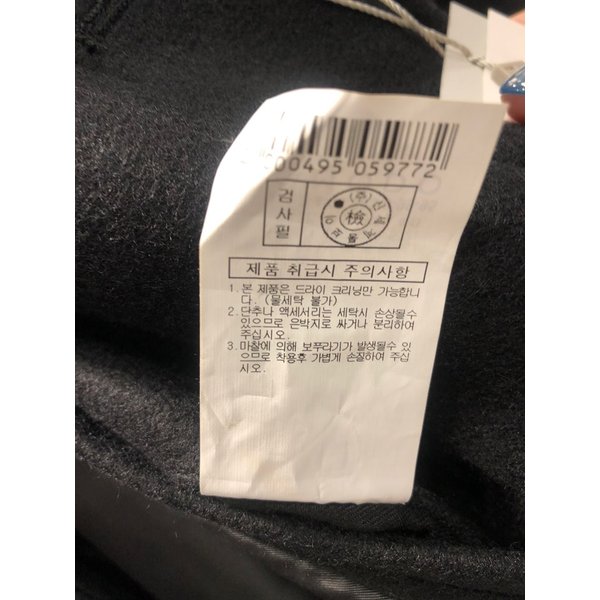 00495 059772
검사필
(주)신세
檢
제품 취급시 주의사항
1. 본 제품은 드라이 크리닝만 가능합니
다. (물세탁 불가)
2. 단추나 액세서리는 세탁시 손상될수
있으므로 은박지로 싸거나 분리하여
주십시오.
3. 마찰에 의해 보푸라기가 발생될수 있
으므로 착용후 가볍게 손질하여 주십
시오.